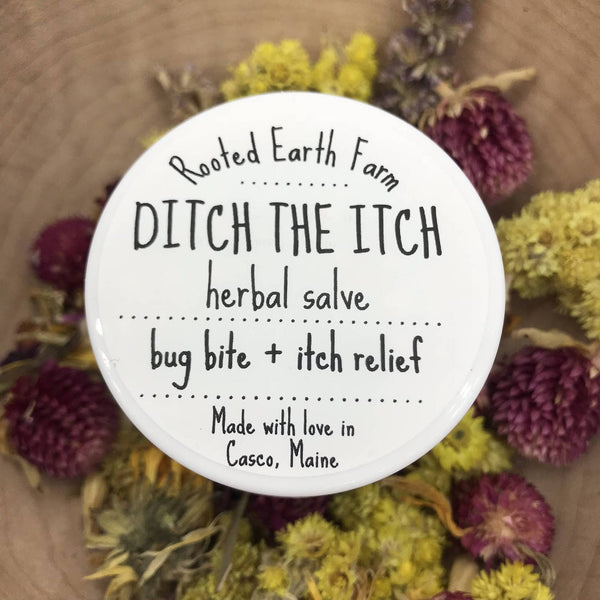 Rooted Earth Farm
DITCH THE ITCH
herbal salve
bug bite + itch relief
Made with love in
Casco, Maine